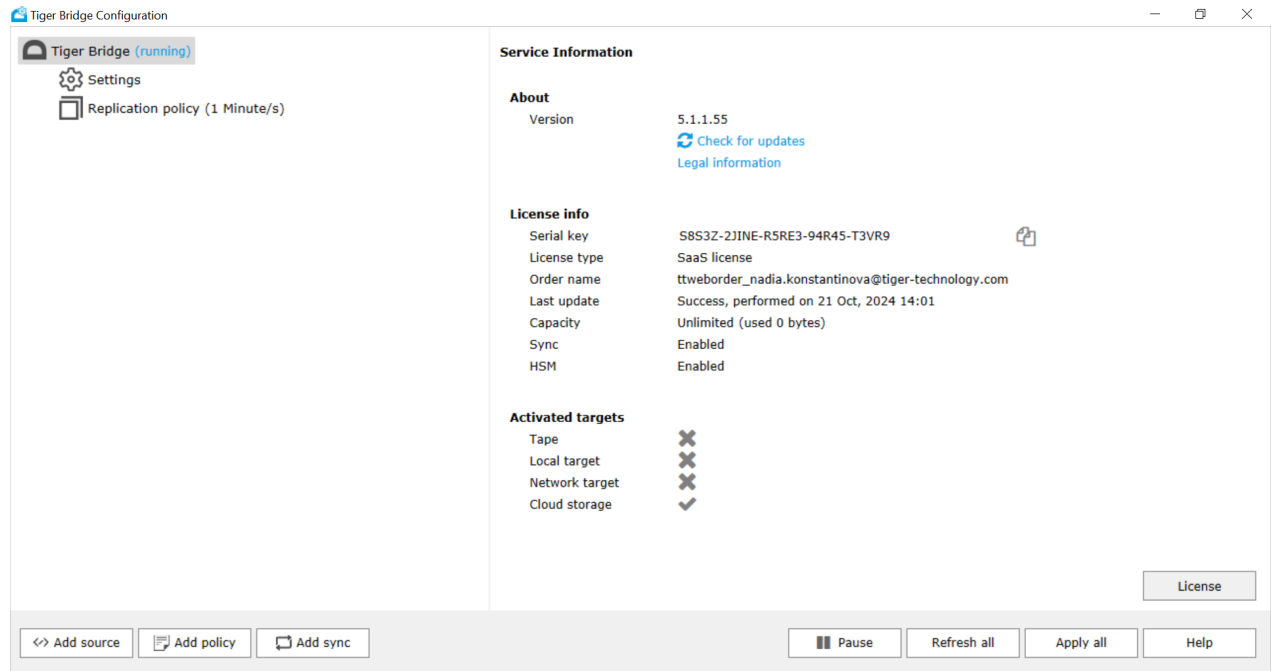 Tiger Bridge Configuration
Tiger Bridge (running)
Settings
Replication policy (1 Minute/s)
Service Information
About
Version 5.1.1.55
Check for updates
Legal information
License info
Serial key S8S3Z-2JINE-R5RE3-94R45-T3VR9
License type SaaS license
Order name ttweborder_nadia.konstantinova@tiger-technology.com
Last update Success, performed on 21 Oct, 2024 14:01
Capacity Unlimited (used 0 bytes)
Sync Enabled
HSM Enabled
Activated targets
Tape
Local target
Network target
Cloud storage
License
Add source Add policy Add sync Pause Refresh all Apply all Help